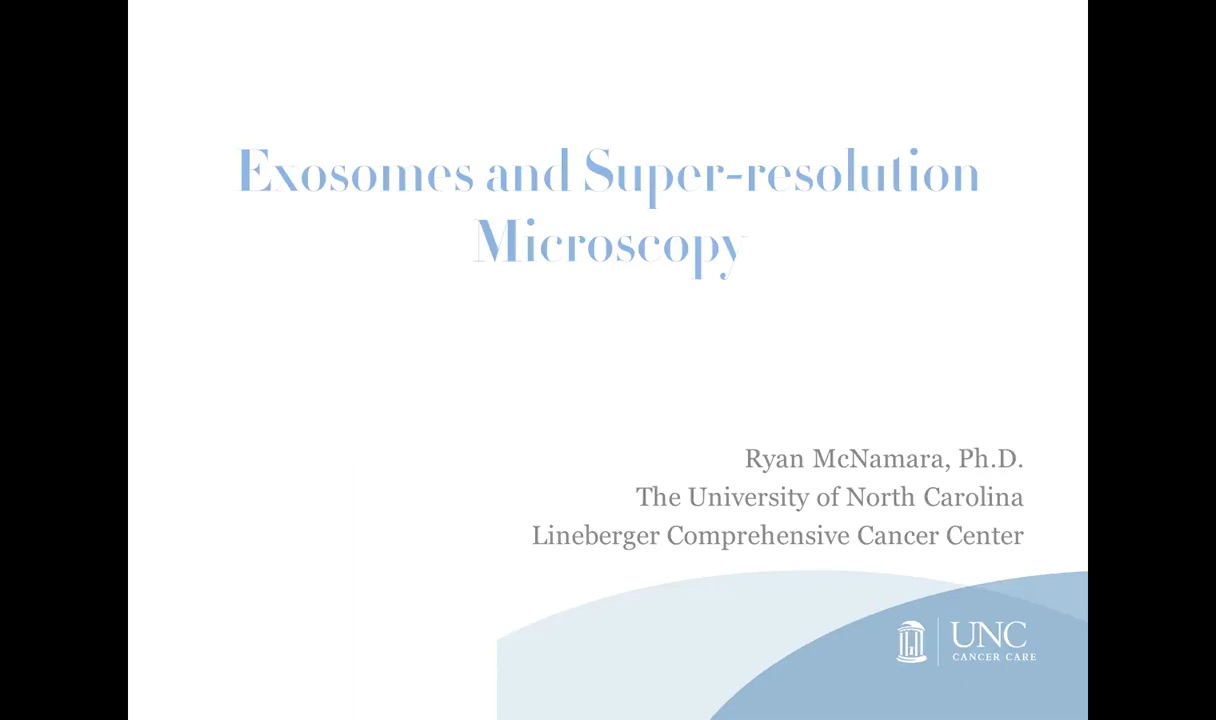 Exosomes and Super-resolution
Microscopy
Ryan McNamara, Ph.D.
The University of North Carolina
Lineberger Comprehensive Cancer Center
UNC
CANCER CARE